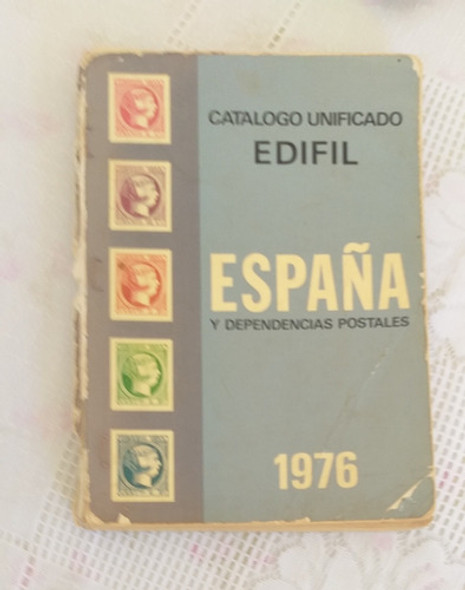 CATALOGO UNIFICADO
EDIFIL
ESPAÑA
Y DEPENDENCIAS POSTALES
1976